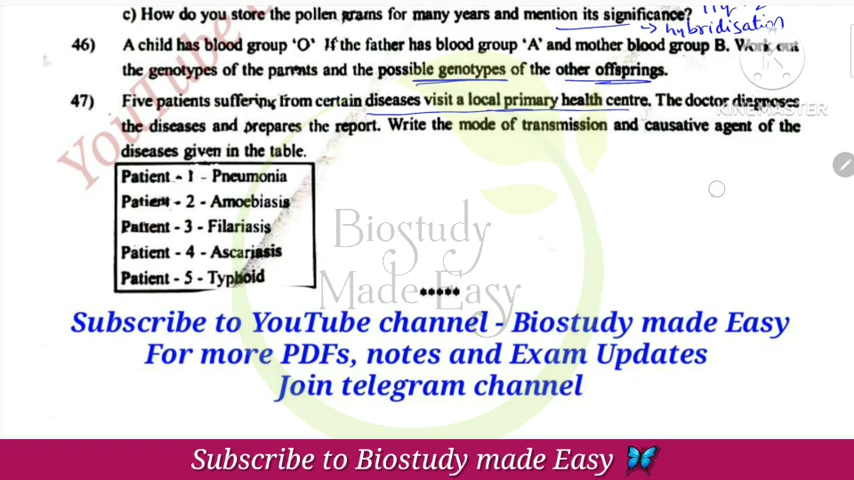 c) How do you store the pollen grams for many years and mention its significance?
→ hybridisation
46) A child has blood group ‘O’ If the father has blood group ‘A’ and mother blood group B. Work out
the genotypes of the parents and the possible genotypes of the other offsprings.
KINEMASTER
47) Five patients suffering from certain diseases visit a local primary health centre. The doctor diagnoses
the diseases and prepares the report. Write the mode of transmission and causative agent of the
diseases given in the table.
Patient - 1 - Pneumonia
Patient - 2 - Amoebiasis
Patient - 3 - Filariasis
Patient - 4 - Ascariasis
Patient - 5 - Typhoid
*****
YouTube
Biostudy
Made Easy
Subscribe to YouTube channel - Biostudy made Easy
For more PDFs, notes and Exam Updates
Join telegram channel
Subscribe to Biostudy made Easy